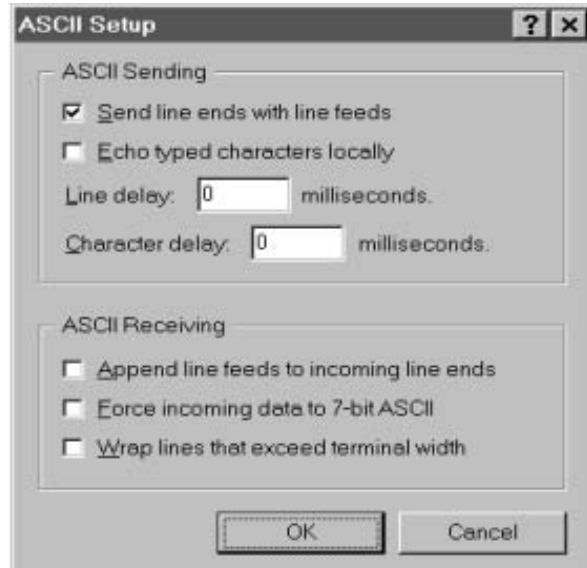 ASCII Setup
ASCII Sending
Send line ends with line feeds
Echo typed characters locally
Line delay: 0 milliseconds.
Character delay: 0 milliseconds.
ASCII Receiving
Append line feeds to incoming line ends
Force incoming data to 7-bit ASCII
Wrap lines that exceed terminal width
OK Cancel